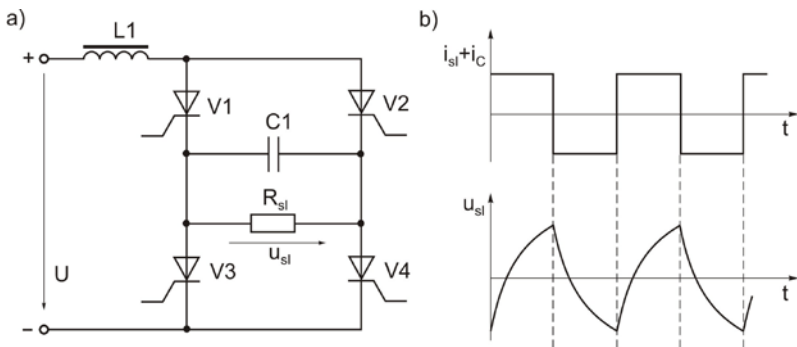 a)
L1
+
V1
V2
C1
R_sl
u_sl
U
V3
V4
−
b)
i_sl+i_C
t
u_sl
t